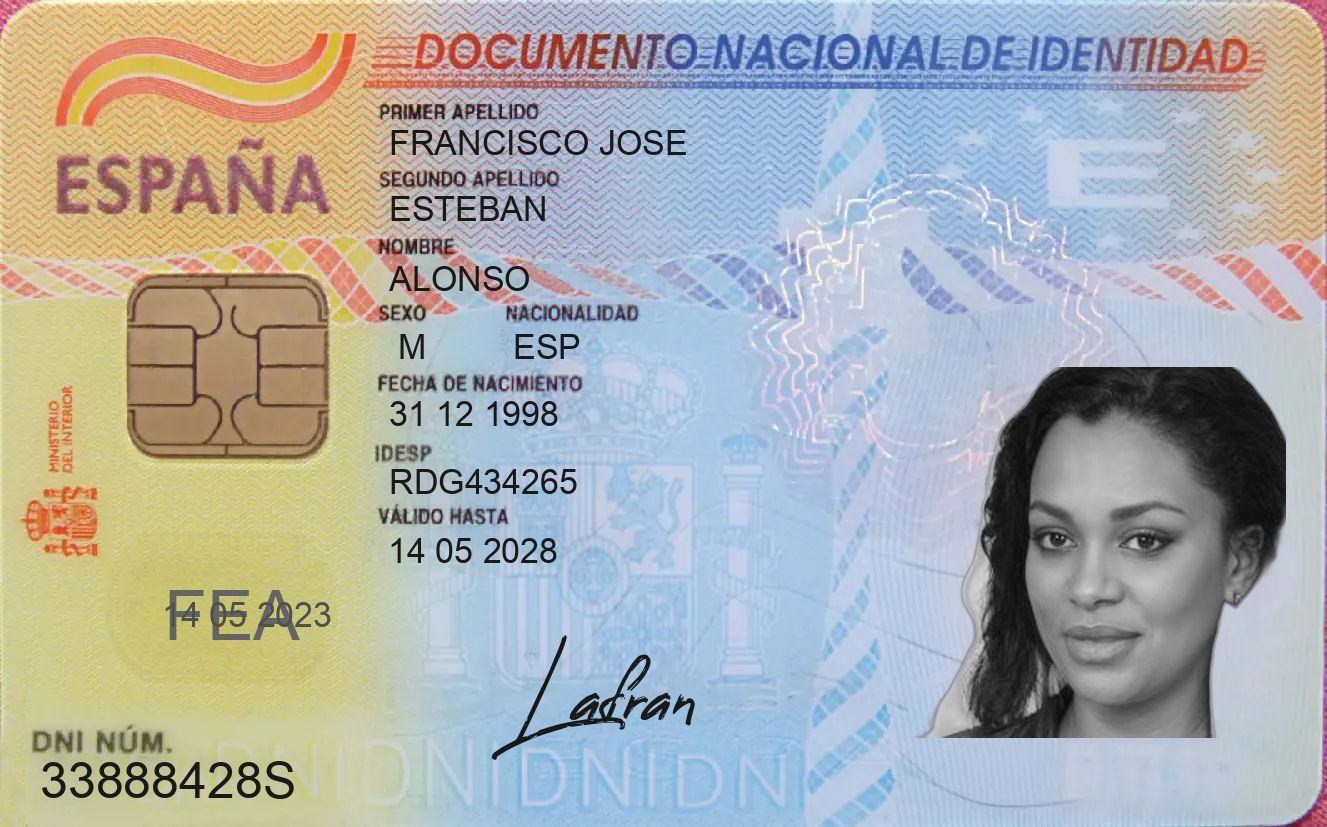 DOCUMENTO NACIONAL DE IDENTIDAD
ESPAÑA
PRIMER APELLIDO
FRANCISCO JOSE
SEGUNDO APELLIDO
ESTEBAN
NOMBRE
ALONSO
SEXO NACIONALIDAD
M ESP
FECHA DE NACIMIENTO
31 12 1998
IDESP
RDG434265
VÁLIDO HASTA
14 05 2028
MINISTERIO
DEL INTERIOR
FEA
14 05 2023
Lafran
DNI NÚM.
33888428S
E
DNIDNIDNIDNI